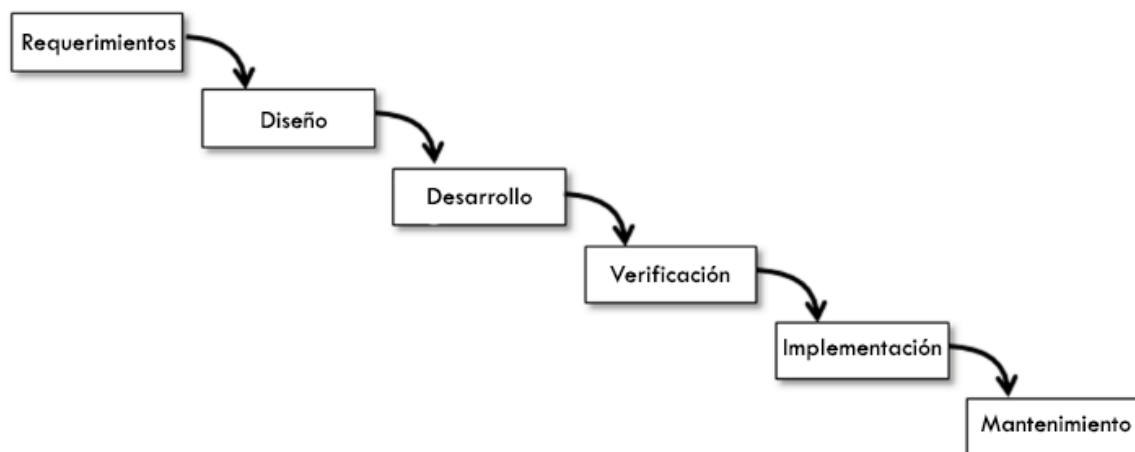 Requerimientos
Diseño
Desarrollo
Verificación
Implementación
Mantenimiento